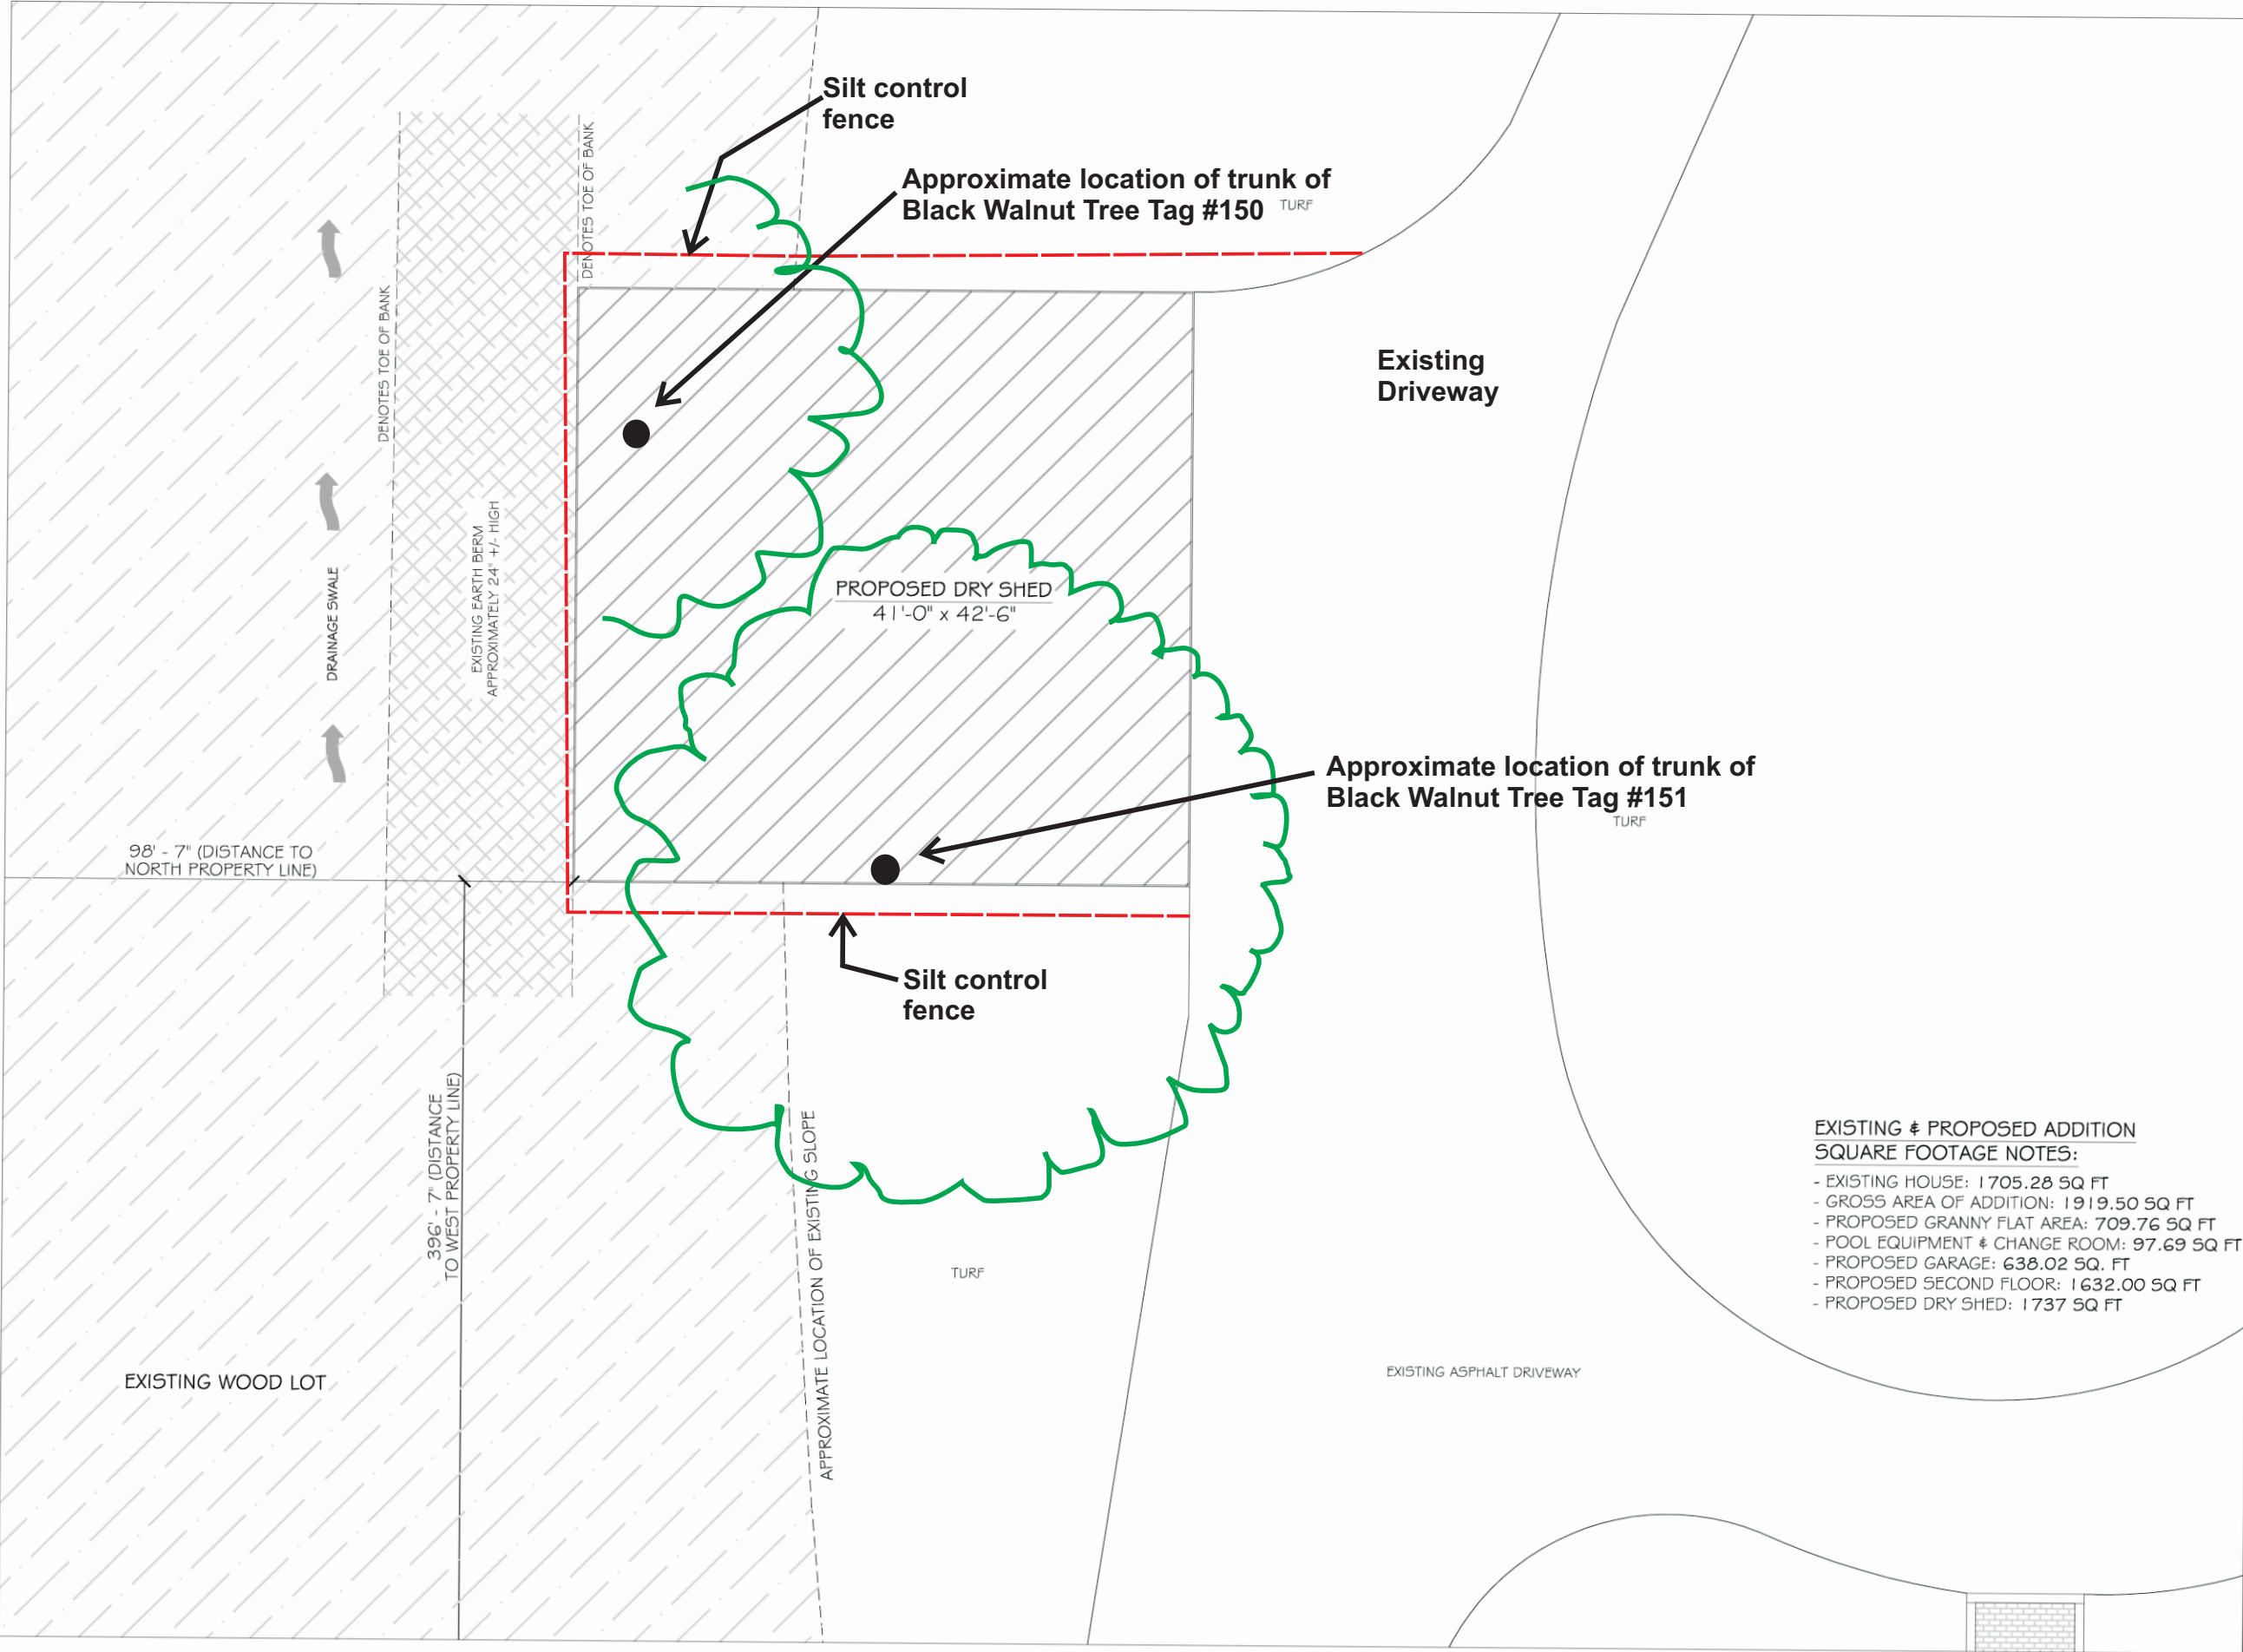 Silt control
fence
Approximate location of trunk of
Black Walnut Tree Tag #150
TURF
DENOTES TOE OF BANK
DENOTES TOE OF BANK
Existing
Driveway
EXISTING EARTH BERM
APPROXIMATELY 24" +/- HIGH
DRAINAGE SWALE
PROPOSED DRY SHED
41'-0" x 42'-6"
Approximate location of trunk of
Black Walnut Tree Tag #151
TURF
98' - 7" (DISTANCE TO
NORTH PROPERTY LINE)
Silt control
fence
396' - 7" (DISTANCE
TO WEST PROPERTY LINE)
APPROXIMATE LOCATION OF EXISTING SLOPE
TURF
EXISTING & PROPOSED ADDITION
SQUARE FOOTAGE NOTES:
- EXISTING HOUSE: 1705.28 SQ FT
- GROSS AREA OF ADDITION: 1919.50 SQ FT
- PROPOSED GRANNY FLAT AREA: 709.76 SQ FT
- POOL EQUIPMENT & CHANGE ROOM: 97.69 SQ FT
- PROPOSED GARAGE: 638.02 SQ. FT
- PROPOSED SECOND FLOOR: 1632.00 SQ FT
- PROPOSED DRY SHED: 1737 SQ FT
EXISTING WOOD LOT
EXISTING ASPHALT DRIVEWAY